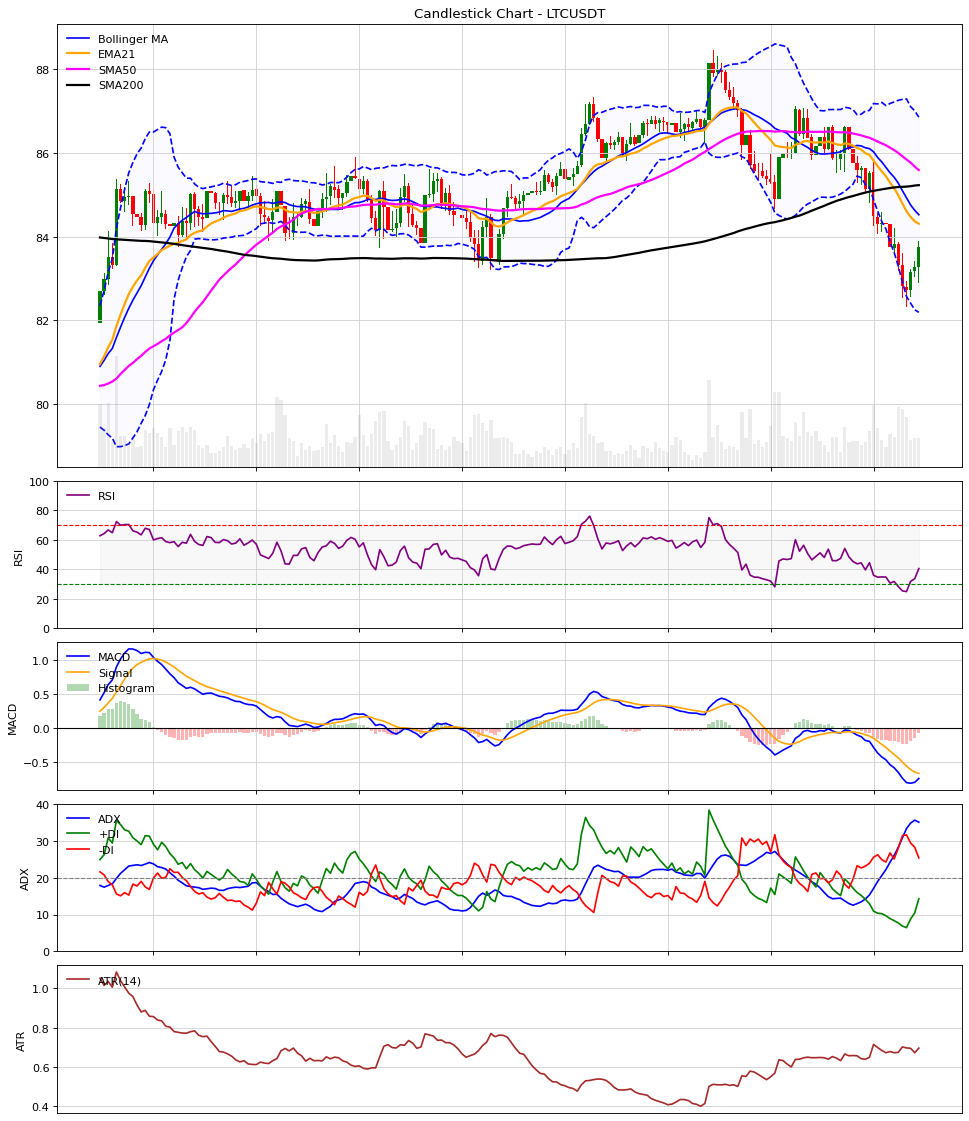 Candlestick Chart - LTCUSDT
Bollinger MA
EMA21
SMA50
SMA200
88
86
84
82
80
100
80
60
40
20
0
RSI
RSI
1.0
0.5
0.0
−0.5
MACD
MACD
Signal
Histogram
40
30
20
10
0
ADX
ADX
+DI
-DI
1.0
0.8
0.6
0.4
ATR
ATR(14)